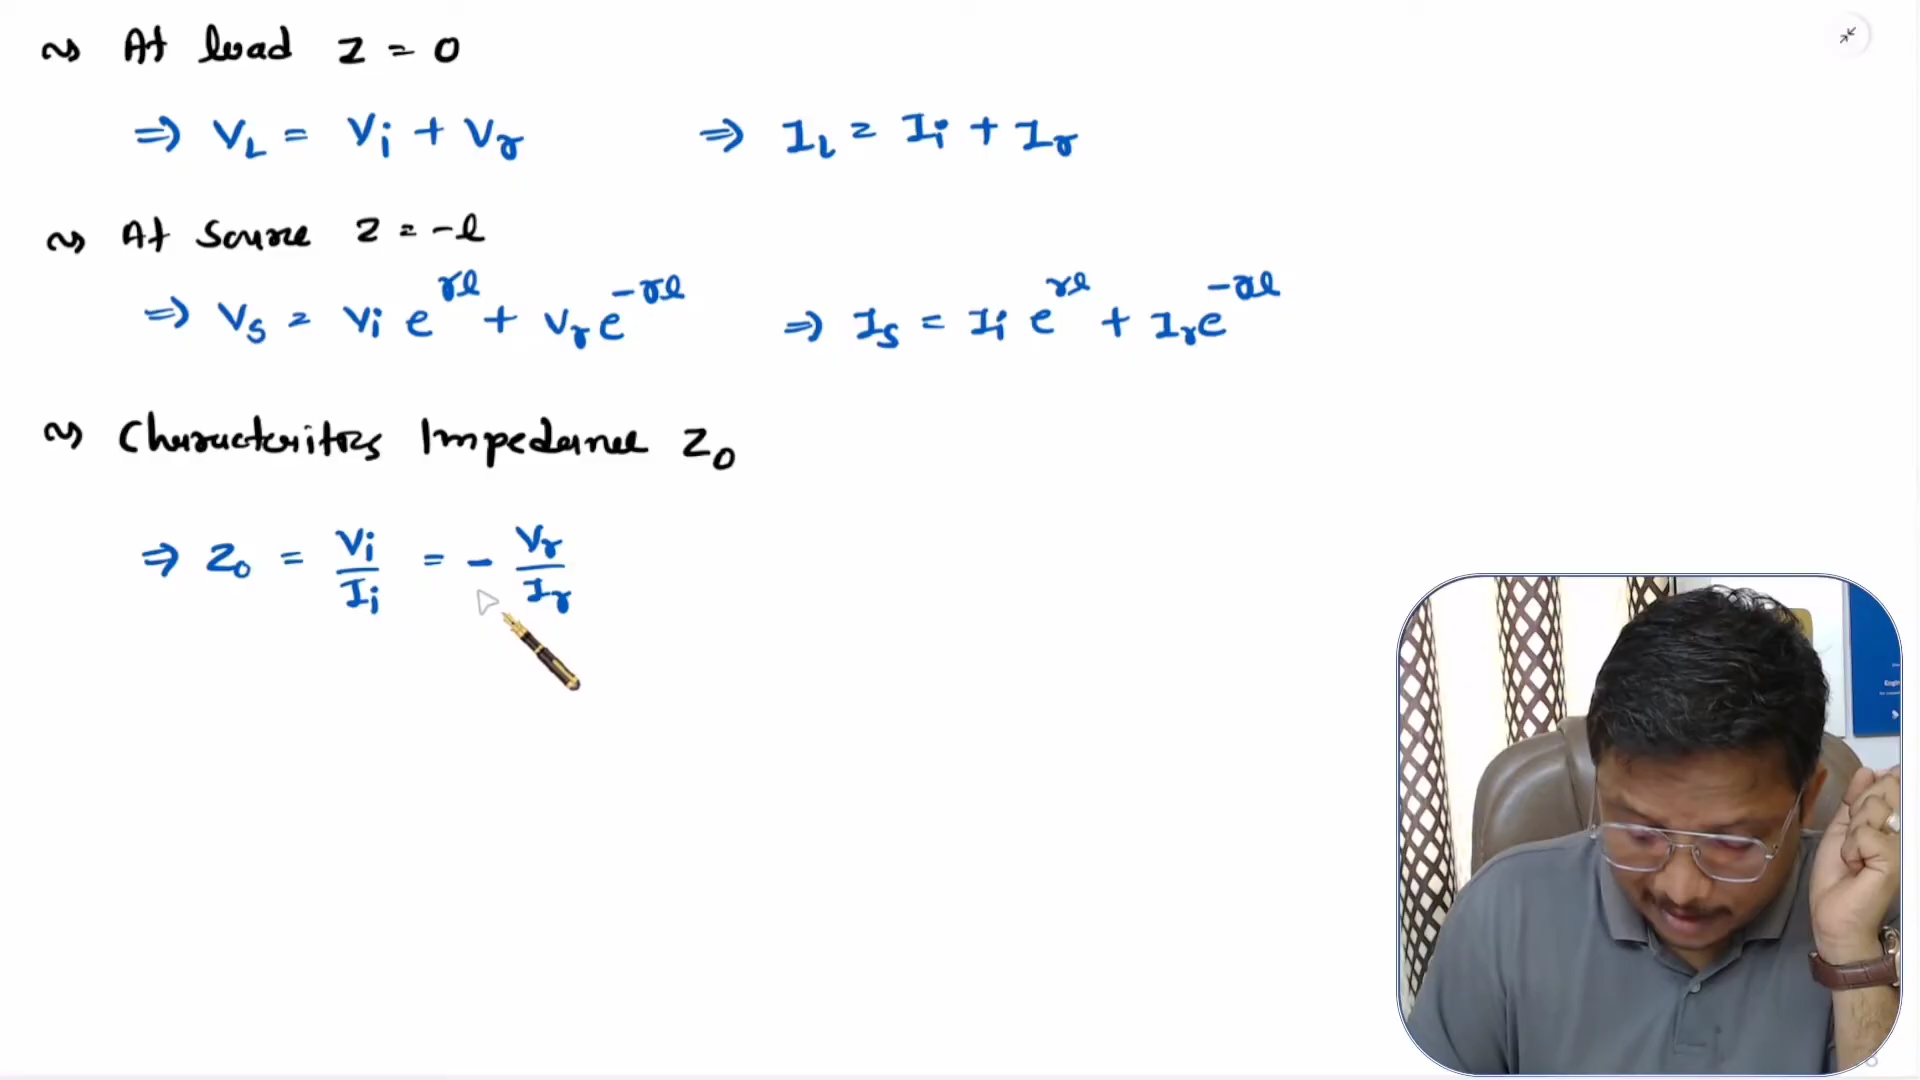 ~ At load Z = 0
⇒ V_L = V_i + V_r ⇒ I_L = I_i + I_r
~ At Source Z = -l
⇒ V_S = V_i e^{γl} + V_r e^{-γl} ⇒ I_S = I_i e^{γl} + I_r e^{-γl}
~ Characteritics Impedance Z_0
⇒ Z_0 = V_i / I_i = - V_r / I_r